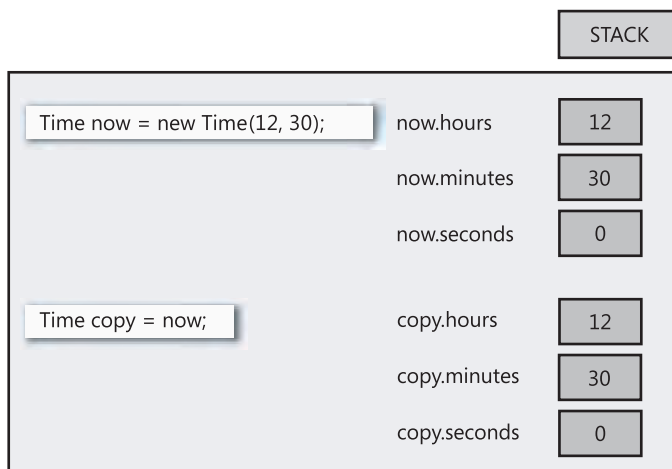 STACK
Time now = new Time(12, 30); now.hours 12
now.minutes 30
now.seconds 0
Time copy = now; copy.hours 12
copy.minutes 30
copy.seconds 0